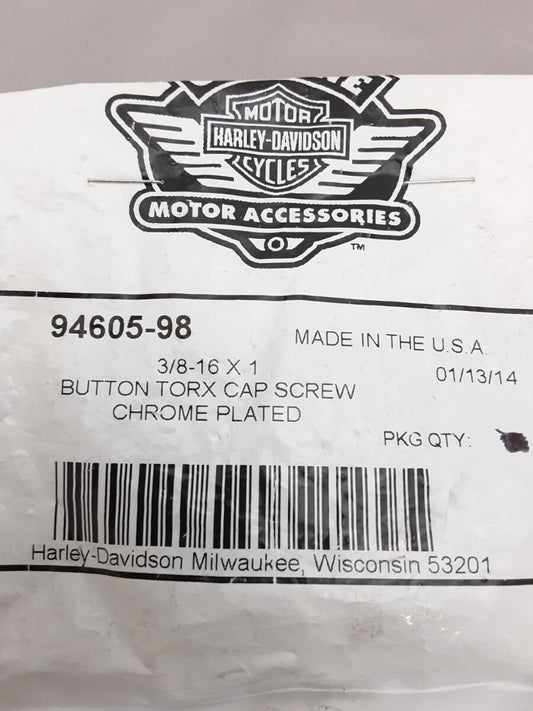 MOTOR
HARLEY-DAVIDSON
CYCLES
MOTOR ACCESSORIES
TM
94605-98
MADE IN THE U.S.A.
3/8-16 X 1
01/13/14
BUTTON TORX CAP SCREW
CHROME PLATED
PKG QTY:
Harley-Davidson Milwaukee, Wisconsin 53201